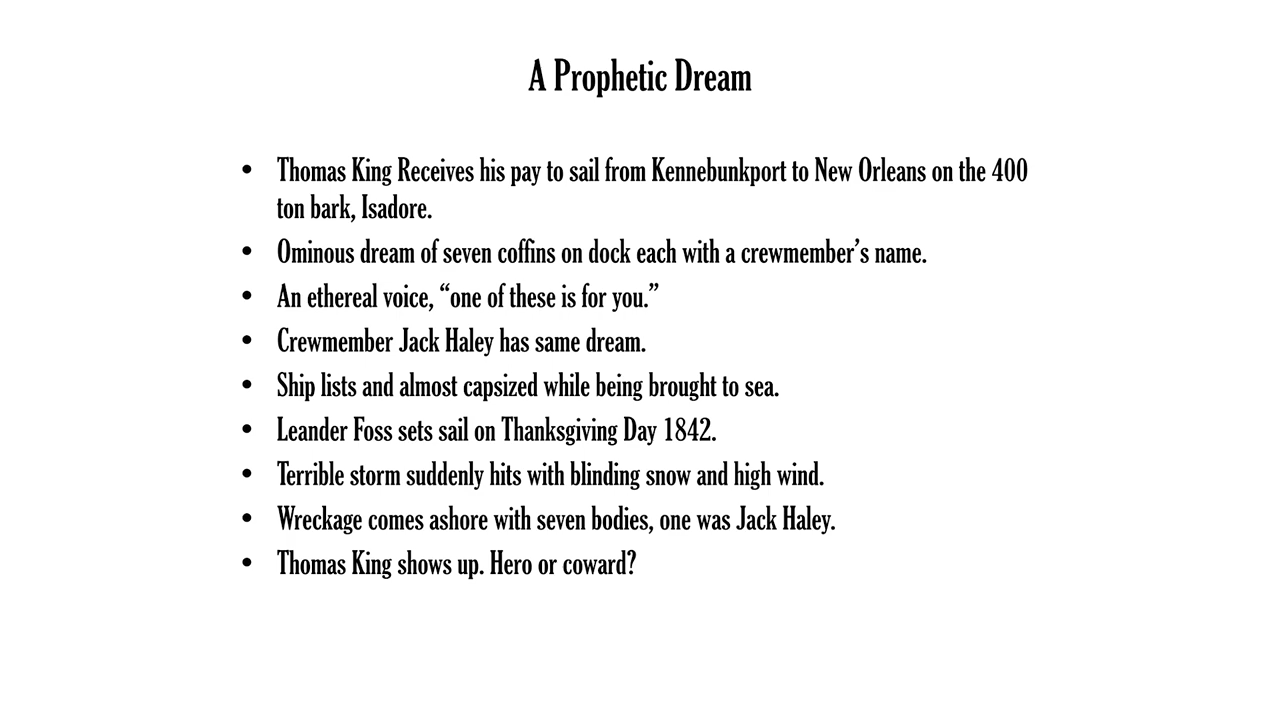 A Prophetic Dream
• Thomas King Receives his pay to sail from Kennebunkport to New Orleans on the 400
ton bark, Isadore.
• Ominous dream of seven coffins on dock each with a crewmember’s name.
• An ethereal voice, “one of these is for you.”
• Crewmember Jack Haley has same dream.
• Ship lists and almost capsized while being brought to sea.
• Leander Foss sets sail on Thanksgiving Day 1842.
• Terrible storm suddenly hits with blinding snow and high wind.
• Wreckage comes ashore with seven bodies, one was Jack Haley.
• Thomas King shows up. Hero or coward?